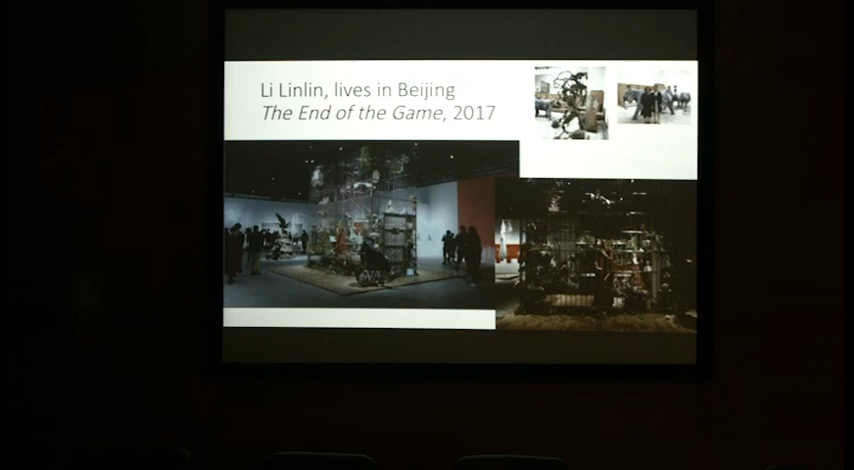 Li Linlin, lives in Beijing
The End of the Game, 2017